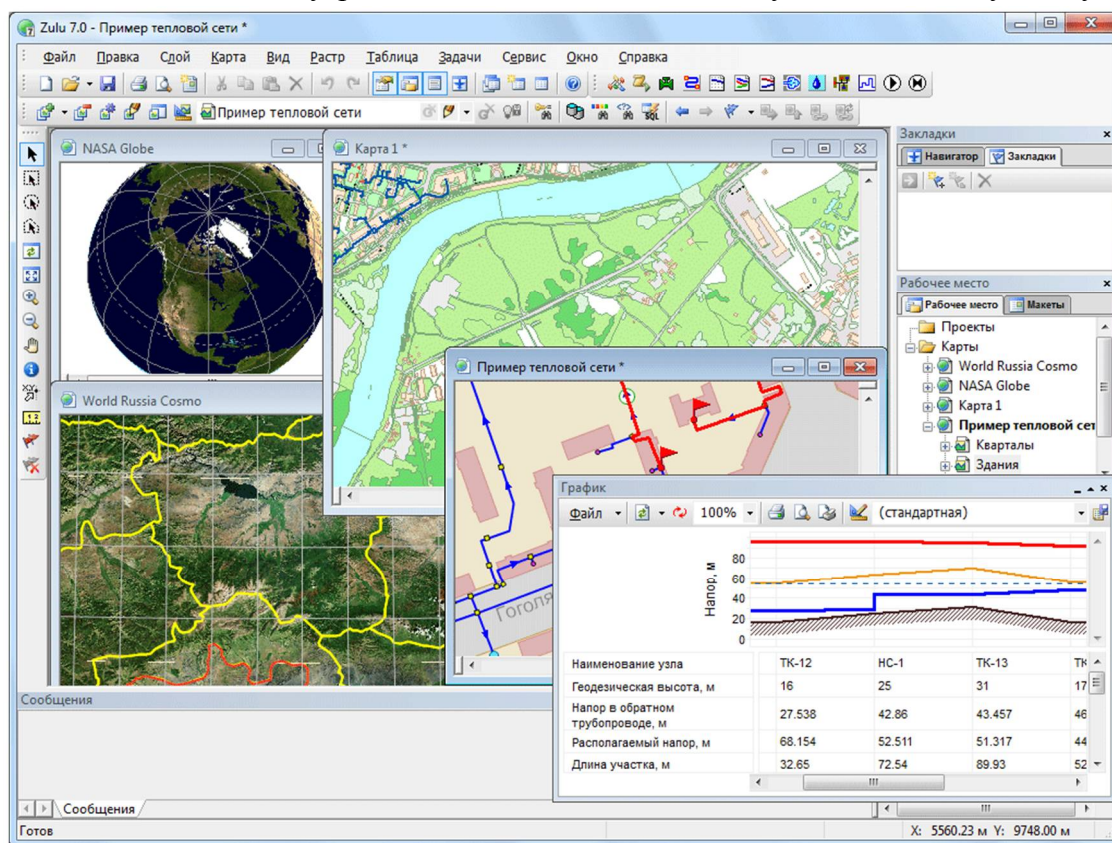 Zulu 7.0 - Пример тепловой сети *
Файл Правка Слой Карта Вид Растр Таблица Задачи Сервис Окно Справка
Пример тепловой сети
SQL
NASA Globe
Карта 1 *
World Russia Cosmo
Пример тепловой сети *
Гоголя
Закладки
Навигатор Закладки
Рабочее место
Рабочее место Макеты
Проекты
Карты
World Russia Cosmo
NASA Globe
Карта 1
Пример тепловой сет
Кварталы
Здания
График
Файл 100% (стандартная)
Напор, м
80
60
40
20
0
Наименование узла ТК-12 НС-1 ТК-13 ТК
Геодезическая высота, м 16 25 31 17
Напор в обратном
трубопроводе, м 27.538 42.86 43.457 46
Располагаемый напор, м 68.154 52.511 51.317 44
Длина участка, м 32.65 72.54 89.93 52
Сообщения
Сообщения
Готов X: 5560.23 м Y: 9748.00 м